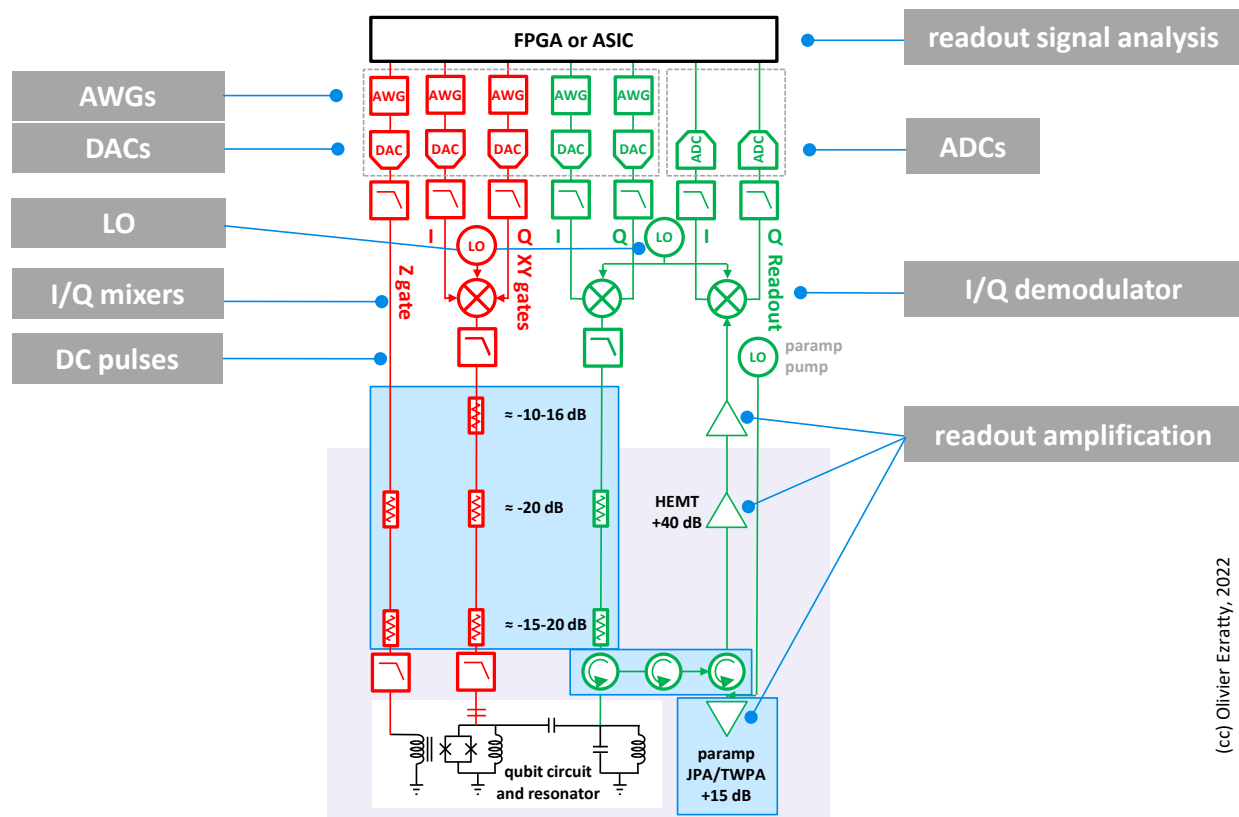 FPGA or ASIC
readout signal analysis
AWGs
AWG AWG AWG AWG AWG
DACs
DAC DAC DAC DAC DAC ADC ADC
ADCs
LO
I Q I Q I Q
LO LO
Z gate
XY gates
Readout
I/Q mixers
I/Q demodulator
DC pulses
LO
paramp
pump
≈ -10-16 dB
readout amplification
-20 dB
HEMT
+40 dB
≈ -15-20 dB
qubit circuit
and resonator
paramp
JPA/TWPA
+15 dB
(cc) Olivier Ezratty, 2022